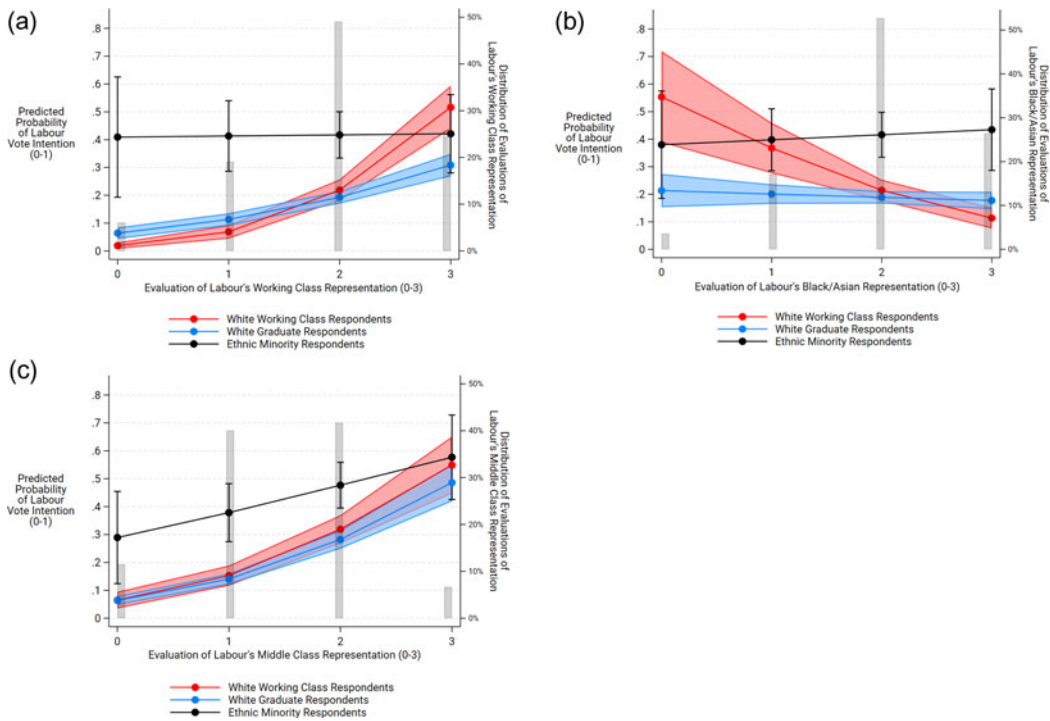 (a)
.8
.7
.6
.5
.4
.3
.2
.1
0
Predicted
Probability
of Labour
Vote Intention
(0-1)
50%
40%
30%
20%
10%
0%
Distribution of Evaluations of
Labour's Working Class Representation
0 1 2 3
Evaluation of Labour's Working Class Representation (0-3)
White Working Class Respondents
White Graduate Respondents
Ethnic Minority Respondents
(b)
.8
.7
.6
.5
.4
.3
.2
.1
0
Predicted
Probability
of Labour
Vote Intention
(0-1)
50%
40%
30%
20%
10%
0%
Distribution of Evaluations of
Labour's Black/Asian Representation
0 1 2 3
Evaluation of Labour's Black/Asian Representation (0-3)
White Working Class Respondents
White Graduate Respondents
Ethnic Minority Respondents
(c)
.8
.7
.6
.5
.4
.3
.2
.1
0
Predicted
Probability
of Labour
Vote Intention
(0-1)
50%
40%
30%
20%
10%
0%
Distribution of Evaluations of
Labour's Middle Class Representation
0 1 2 3
Evaluation of Labour's Middle Class Representation (0-3)
White Working Class Respondents
White Graduate Respondents
Ethnic Minority Respondents